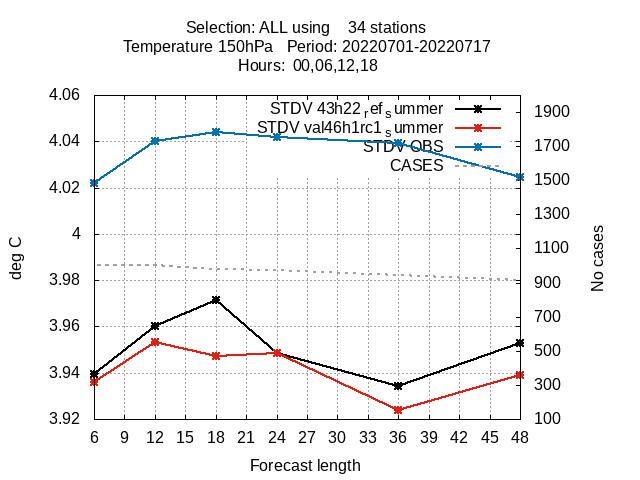 Selection: ALL using    34 stations
Temperature 150hPa   Period: 20220701-20220717
Hours:  00,06,12,18
STDV 43h22ref summer
STDV val46h1rc1summer
STDV OBS
CASES
4.06
4.04
4.02
4
3.98
3.96
3.94
3.92
deg C
1900
1700
1500
1300
1100
900
700
500
300
100
No cases
6 9 12 15 18 21 24 27 30 33 36 39 42 45 48
Forecast length